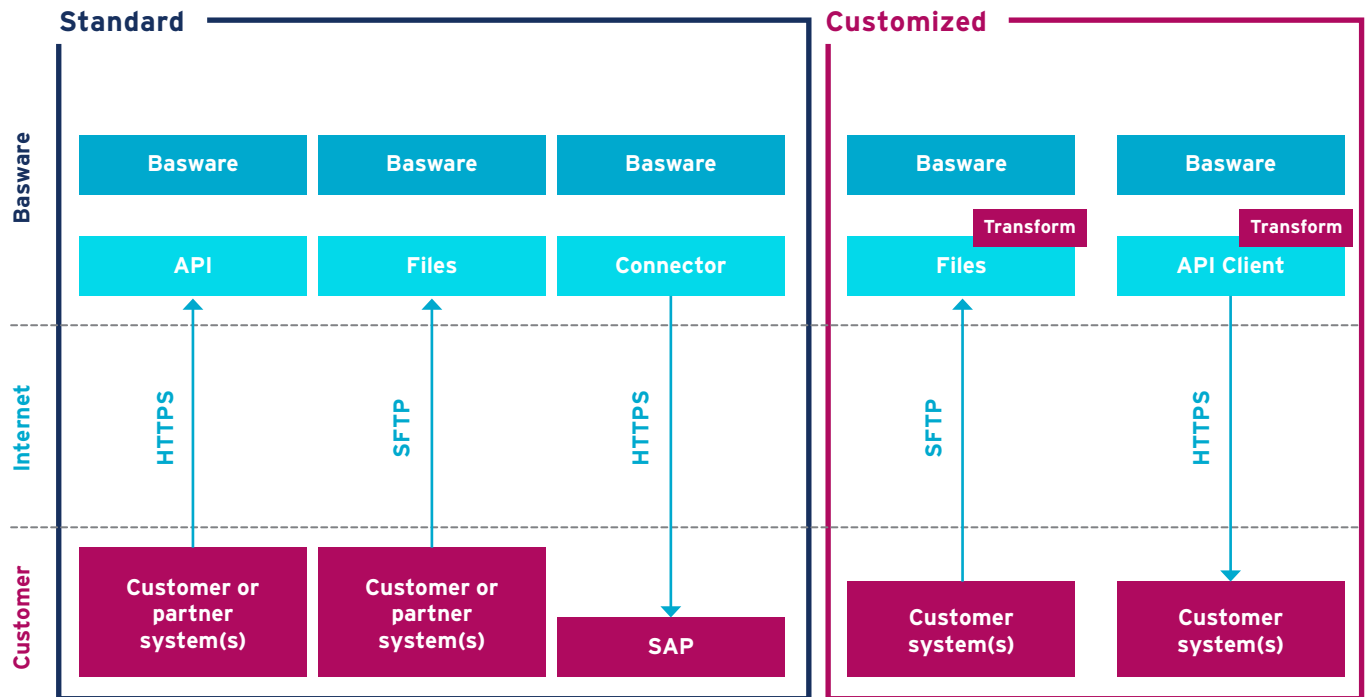 Standard
Customized
Basware
Basware
Basware
Basware
Basware
Basware
Transform
Transform
API
Files
Connector
Files
API Client
Internet
HTTPS
SFTP
HTTPS
SFTP
HTTPS
Customer
Customer or
partner
system(s)
Customer or
partner
system(s)
SAP
Customer
system(s)
Customer
system(s)